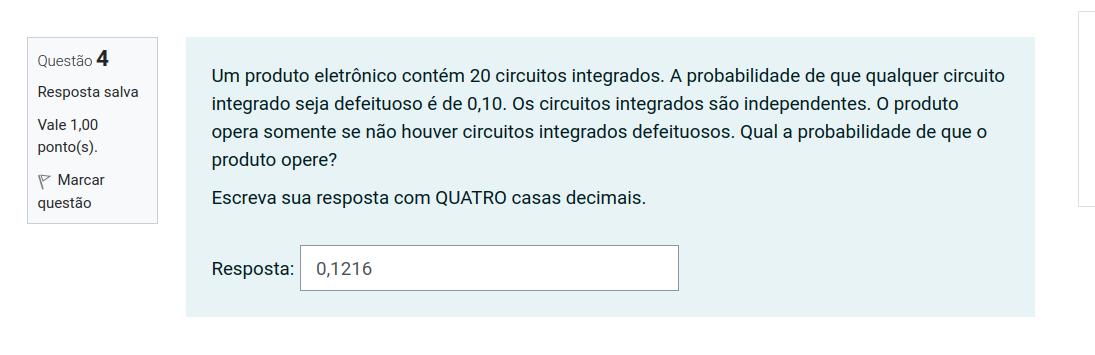 Questão 4
Resposta salva
Vale 1,00
ponto(s).
Marcar
questão
Um produto eletrônico contém 20 circuitos integrados. A probabilidade de que qualquer circuito
integrado seja defeituoso é de 0,10. Os circuitos integrados são independentes. O produto
opera somente se não houver circuitos integrados defeituosos. Qual a probabilidade de que o
produto opere?
Escreva sua resposta com QUATRO casas decimais.
Resposta: 0,1216